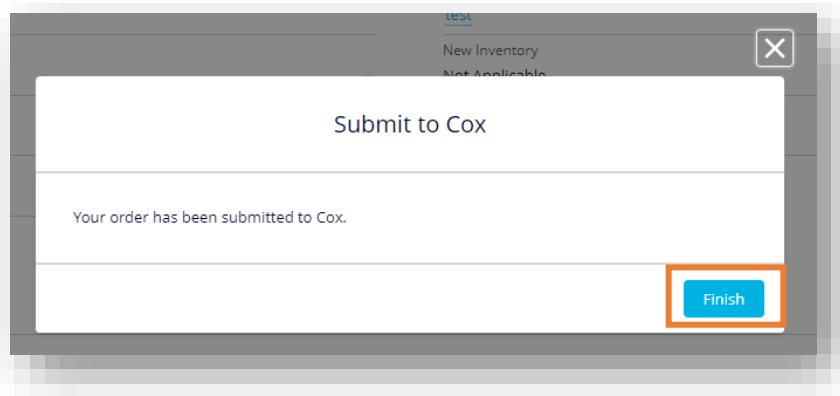 test
New Inventory
Not Applicable
Submit to Cox
Your order has been submitted to Cox.
Finish